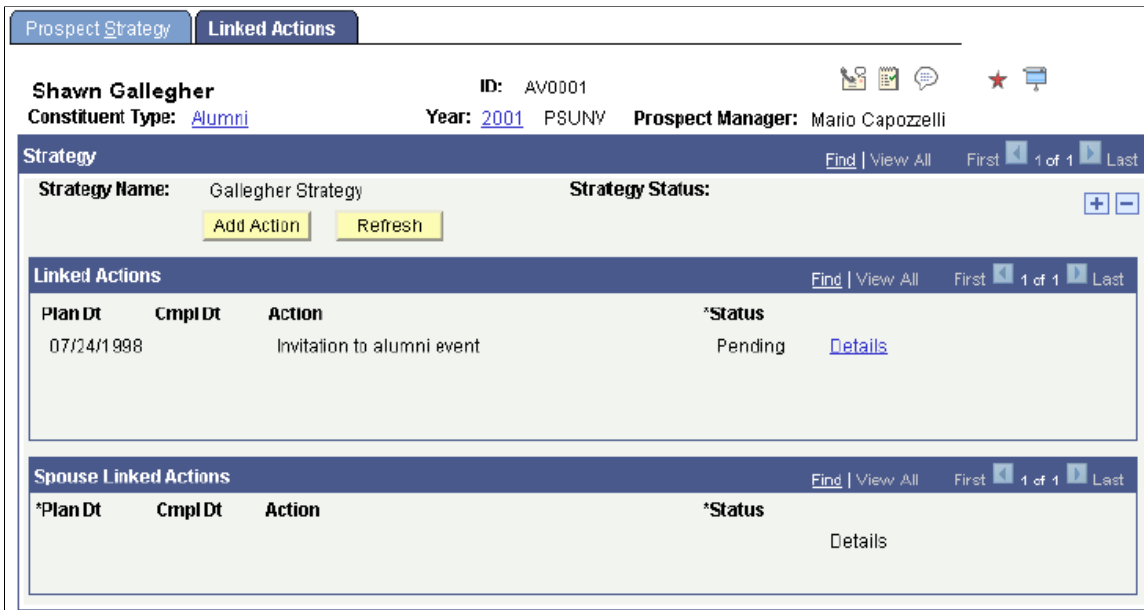 Prospect Strategy Linked Actions
Shawn Gallegher ID: AV0001
Constituent Type: Alumni Year: 2001 PSUNV Prospect Manager: Mario Capozzelli
Strategy Find | View All First 1 of 1 Last
Strategy Name: Gallegher Strategy Strategy Status:
Add Action Refresh
Linked Actions Find | View All First 1 of 1 Last
Plan Dt Cmpl Dt Action *Status
07/24/1998 Invitation to alumni event Pending Details
Spouse Linked Actions Find | View All First 1 of 1 Last
*Plan Dt Cmpl Dt Action *Status
Details